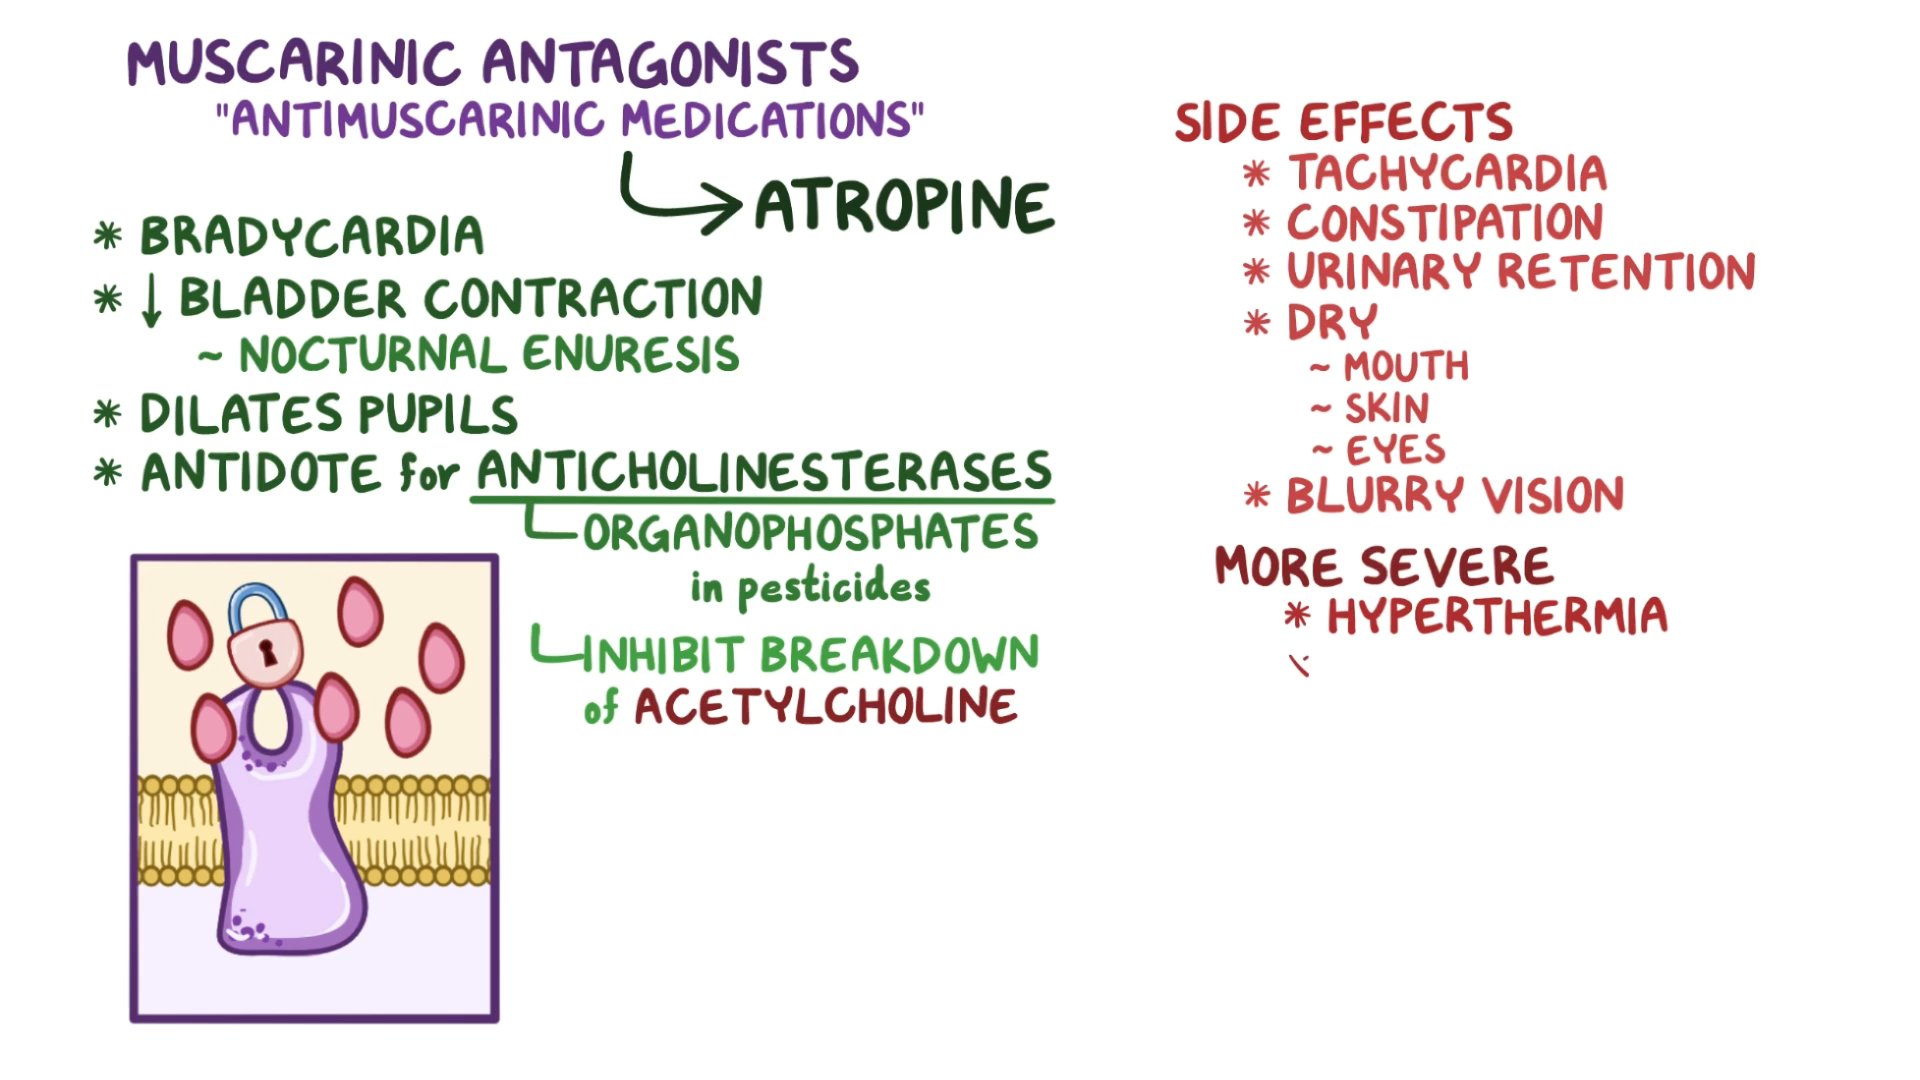 MUSCARINIC ANTAGONISTS
"ANTIMUSCARINIC MEDICATIONS"
ATROPINE
* BRADYCARDIA
* ↓ BLADDER CONTRACTION
~ NOCTURNAL ENURESIS
* DILATES PUPILS
* ANTIDOTE for ANTICHOLINESTERASES
ORGANOPHOSPHATES
in pesticides
INHIBIT BREAKDOWN
of ACETYLCHOLINE
SIDE EFFECTS
* TACHYCARDIA
* CONSTIPATION
* URINARY RETENTION
* DRY
~ MOUTH
~ SKIN
~ EYES
* BLURRY VISION
MORE SEVERE
* HYPERTHERMIA